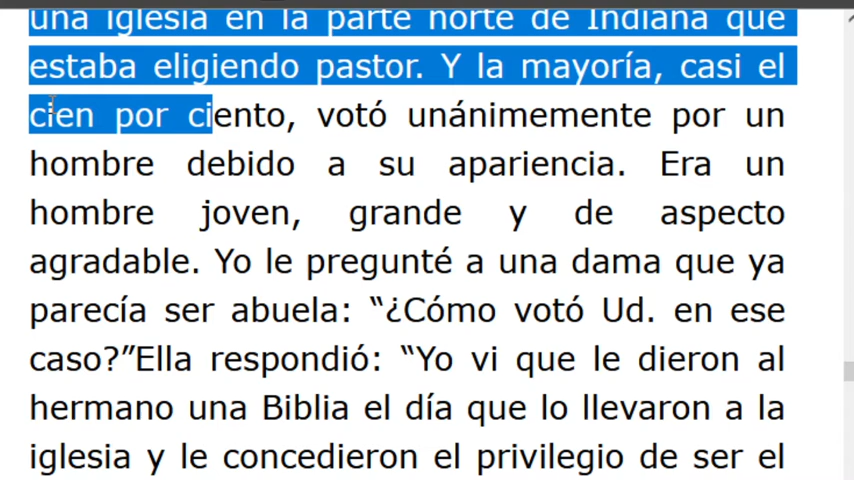 una iglesia en la parte norte de Indiana que
estaba eligiendo pastor. Y la mayoría, casi el
cien por ciento, votó unánimemente por un
hombre debido a su apariencia. Era un
hombre joven, grande y de aspecto
agradable. Yo le pregunté a una dama que ya
parecía ser abuela: “¿Cómo votó Ud. en ese
caso?”Ella respondió: “Yo vi que le dieron al
hermano una Biblia el día que lo llevaron a la
iglesia y le concedieron el privilegio de ser el